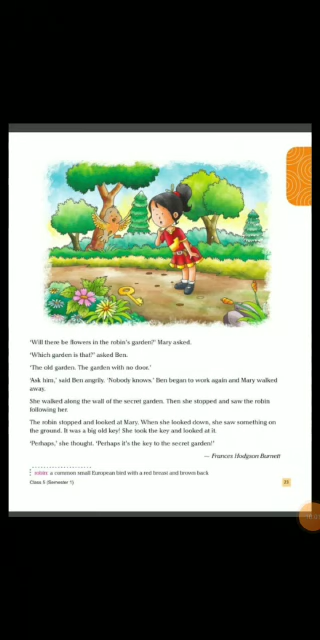 'Will there be flowers in the robin's garden?' Mary asked.
'Which garden is that?' asked Ben.
'The old garden. The garden with no door.'
'Ask him,' said Ben angrily. 'Nobody knows.' Ben began to work again and Mary walked
away.
She walked along the wall of the secret garden. Then she stopped and saw the robin
following her.
The robin stopped and looked at Mary. When she looked down, she saw something on
the ground. It was a big old key! She took the key and looked at it.
'Perhaps,' she thought. 'Perhaps it's the key to the secret garden!'
— Frances Hodgson Burnett
robin: a common small European bird with a red breast and brown back
Class 5 (Semester 1)